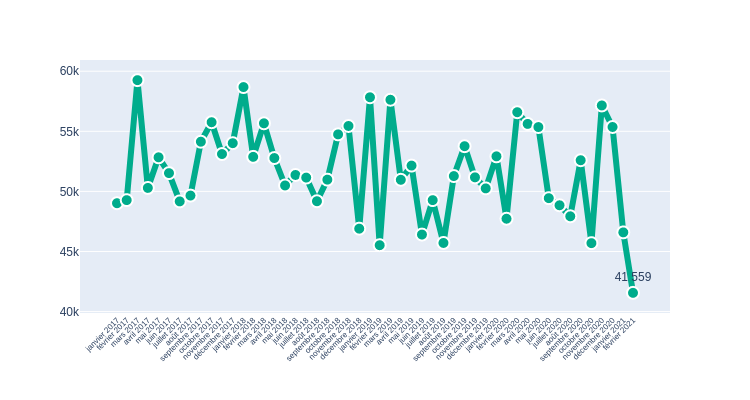 60k
55k
50k
45k
40k
41,559
janvier 2017
février 2017
mars 2017
avril 2017
mai 2017
juin 2017
juillet 2017
août 2017
septembre 2017
octobre 2017
novembre 2017
décembre 2017
janvier 2018
février 2018
mars 2018
avril 2018
mai 2018
juin 2018
juillet 2018
août 2018
septembre 2018
octobre 2018
novembre 2018
décembre 2018
janvier 2019
février 2019
mars 2019
avril 2019
mai 2019
juin 2019
juillet 2019
août 2019
septembre 2019
octobre 2019
novembre 2019
décembre 2019
janvier 2020
février 2020
mars 2020
avril 2020
mai 2020
juin 2020
juillet 2020
août 2020
septembre 2020
octobre 2020
novembre 2020
décembre 2020
janvier 2021
février 2021